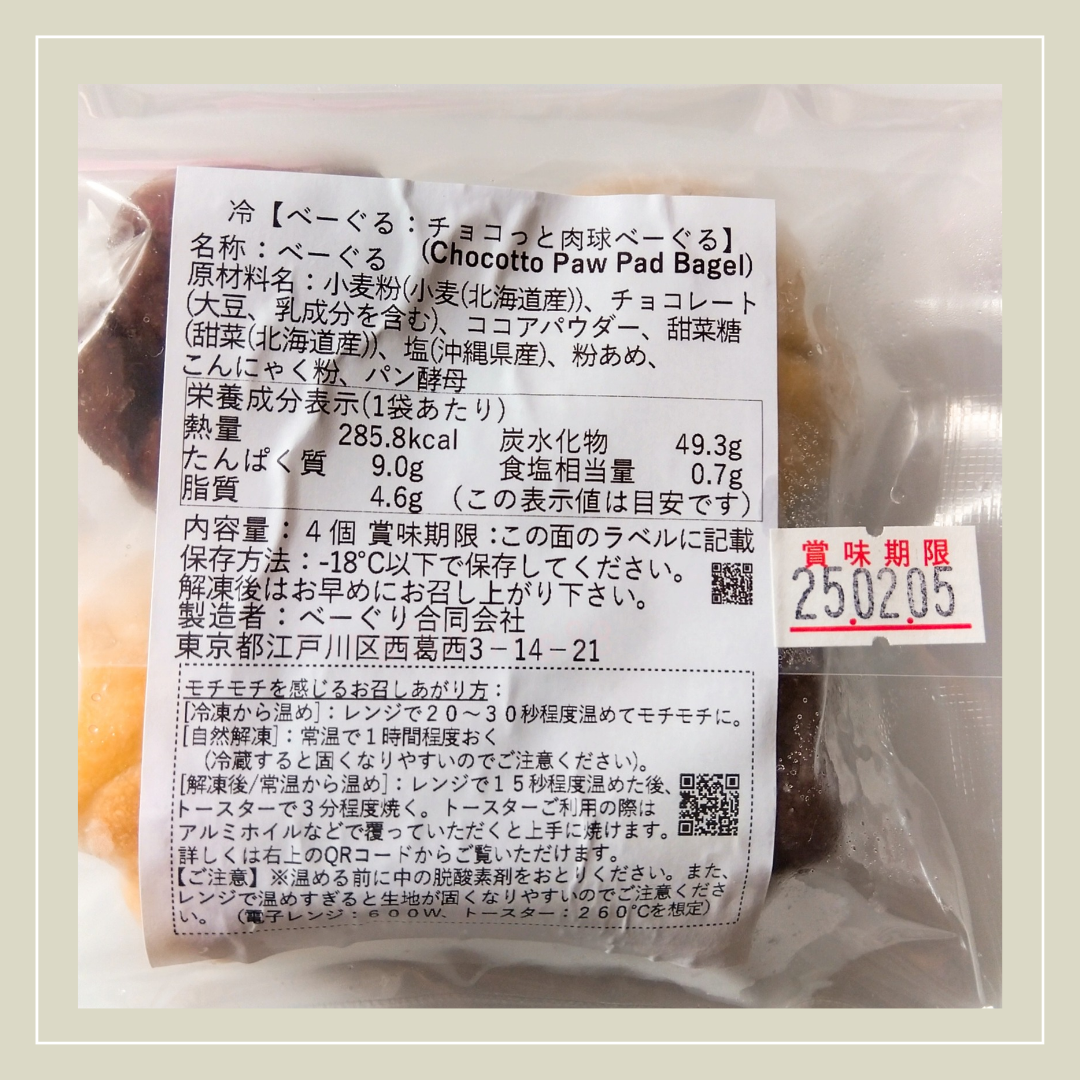 冷【べーぐる：チョコっと肉球べーぐる】
名称：べーぐる (Chocotto Paw Pad Bagel)
原材料名：小麦粉(小麦(北海道産))、チョコレート
(大豆、乳成分を含む)、ココアパウダー、甜菜糖
(甜菜(北海道産))、塩(沖縄県産)、粉あめ、
こんにゃく粉、パン酵母
栄養成分表示(1袋あたり)
熱量 285.8kcal 炭水化物 49.3g
たんぱく質 9.0g 食塩相当量 0.7g
脂質 4.6g (この表示値は目安です)
内容量：4個 賞味期限：この面のラベルに記載
保存方法：-18℃以下で保存してください。
解凍後はお早めにお召し上がり下さい。
製造者：べーぐり合同会社
東京都江戸川区西葛西3－14－21
賞味期限
25.02.05
モチモチを感じるお召しあがり方：
[冷凍から温め]：レンジで２０～３０秒程度温めてモチモチに。
[自然解凍]：常温で１時間程度おく
(冷蔵すると固くなりやすいのでご注意ください)。
[解凍後/常温から温め]：レンジで１５秒程度温めた後、
トースターで３分程度焼く。トースターご利用の際は
アルミホイルなどで覆っていただくと上手に焼けます。
詳しくは右上のQRコードからご覧いただけます。
【ご注意】※温める前に中の脱酸素剤をおとりください。また、
レンジで温めすぎると生地が固くなりやすいのでご注意くださ
い。 (電子レンジ：６００W、トースター：２６０℃を想定)